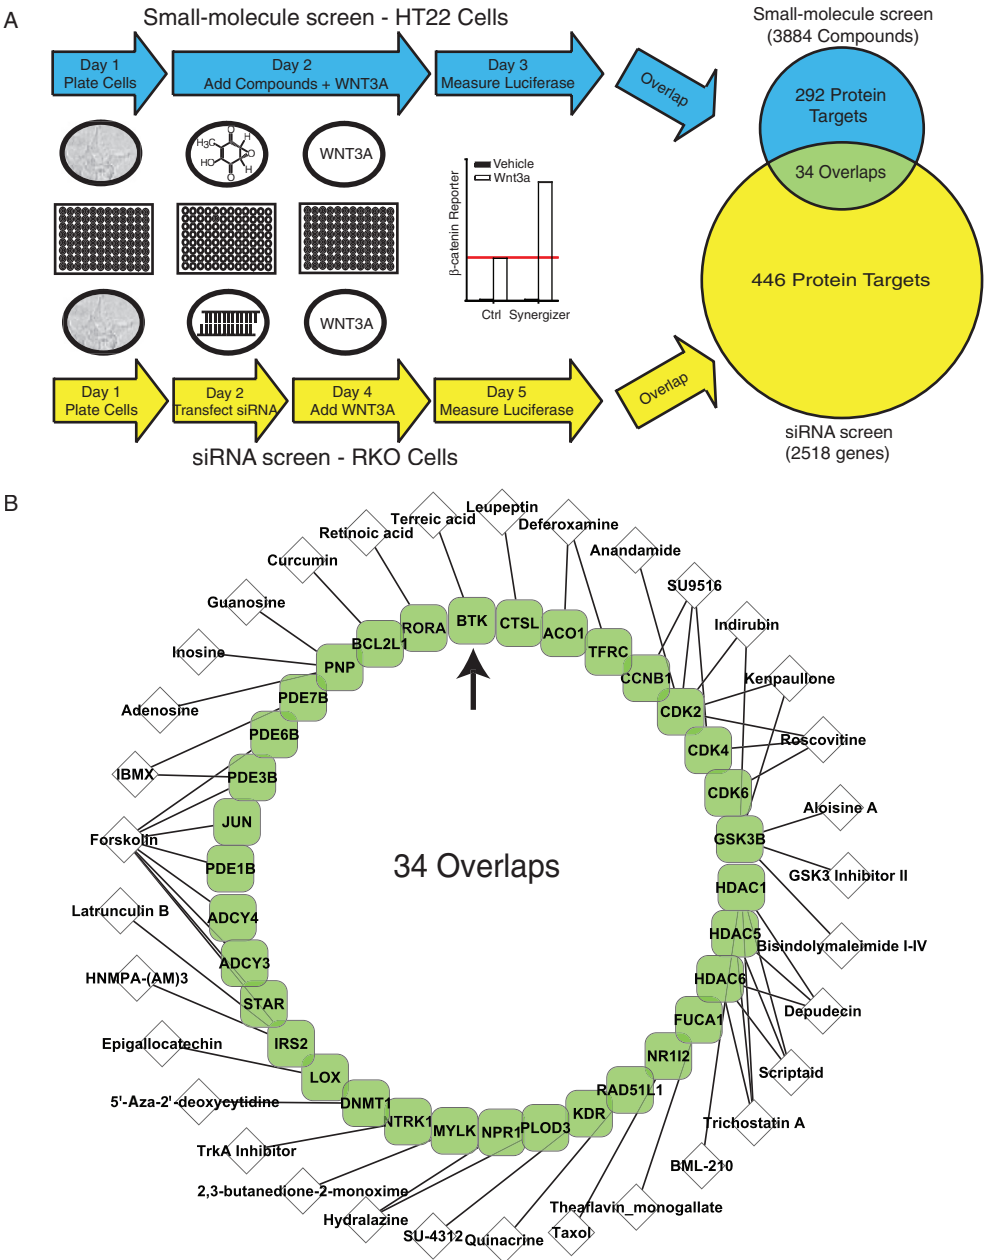 A
Small-molecule screen - HT22 Cells
Day 1
Plate Cells
Day 2
Add Compounds + WNT3A
Day 3
Measure Luciferase
Overlap
Small-molecule screen
(3884 Compounds)
292 Protein
Targets
34 Overlaps
446 Protein Targets
siRNA screen
(2518 genes)
H3C
O
H
O
HO
H
O
WNT3A
β-catenin Reporter
Vehicle
Wnt3a
Ctrl Synergizer
WNT3A
Day 1
Plate Cells
Day 2
Transfect siRNA
Day 4
Add WNT3A
Day 5
Measure Luciferase
Overlap
siRNA screen - RKO Cells
B
Leupeptin
Terreic acid
Deferoxamine
Retinoic acid
Anandamide
Curcumin
SU9516
Guanosine
Indirubin
Inosine
Kenpaullone
Adenosine
Roscovitine
IBMX
Aloisine A
Forskolin
GSK3 Inhibitor II
Latrunculin B
Bisindolymaleimide I-IV
HNMPA-(AM)3
Depudecin
Epigallocatechin
Scriptaid
5'-Aza-2'-deoxycytidine
Trichostatin A
TrkA Inhibitor
BML-210
2,3-butanedione-2-monoxime
Theaflavin_monogallate
Hydralazine
SU-4312
Quinacrine
Taxol
BTK
CTSL
ACO1
TFRC
CCNB1
CDK2
CDK4
CDK6
GSK3B
HDAC1
HDAC5
HDAC6
FUCA1
NR1I2
RAD51L1
KDR
PLOD3
NPR1
MYLK
NTRK1
DNMT1
LOX
IRS2
STAR
ADCY3
ADCY4
PDE1B
JUN
PDE3B
PDE6B
PDE7B
PNP
BCL2L1
RORA
34 Overlaps